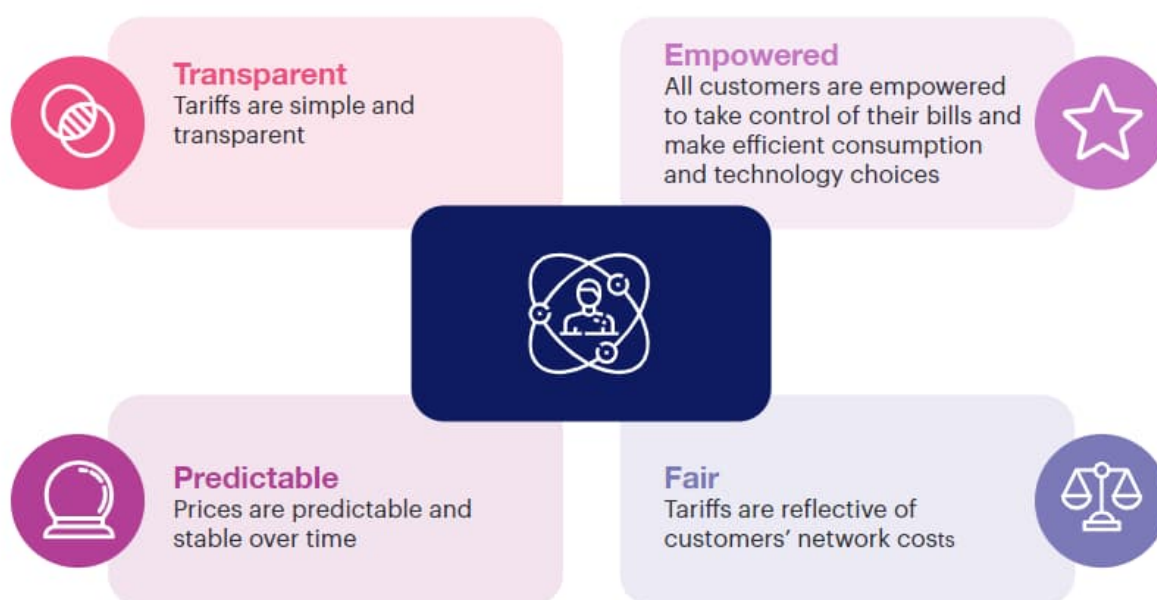 Transparent
Tariffs are simple and
transparent
Empowered
All customers are empowered
to take control of their bills and
make efficient consumption
and technology choices
Predictable
Prices are predictable and
stable over time
Fair
Tariffs are reflective of
customers’ network costs